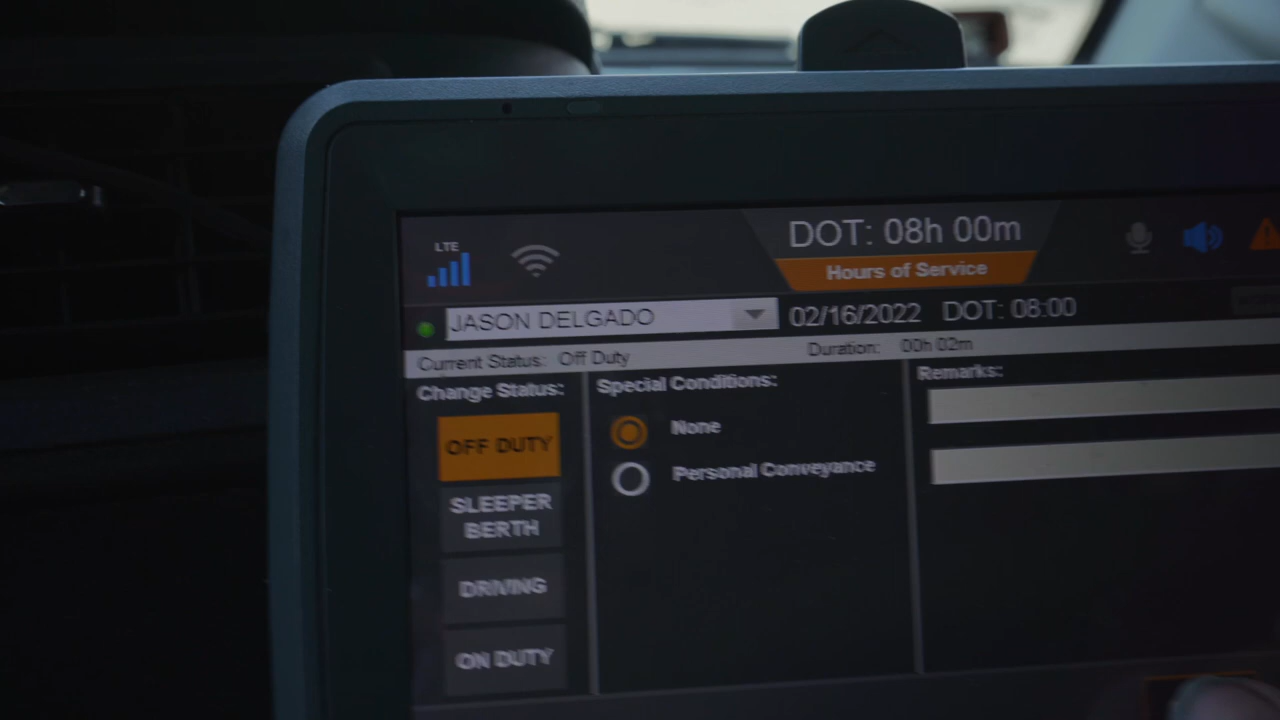 LTE
DOT: 08h 00m
Hours of Service
JASON DELGADO
02/16/2022 DOT: 08:00
Current Status: Off Duty Duration: 00h 02m
Change Status:
Special Conditions:
Remarks:
OFF DUTY
None
Personal Conveyance
SLEEPER
BERTH
DRIVING
ON DUTY